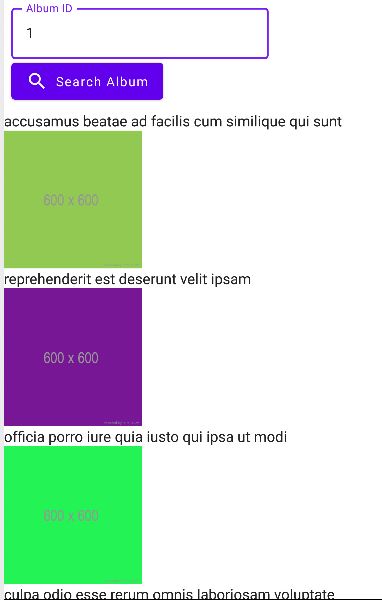 Album ID
1
Search Album
accusamus beatae ad facilis cum similique qui sunt
600 x 600
reprehenderit est deserunt velit ipsam
600 x 600
officia porro iure quia iusto qui ipsa ut modi
600 x 600
culpa odio esse rerum omnis laboriosam voluptate